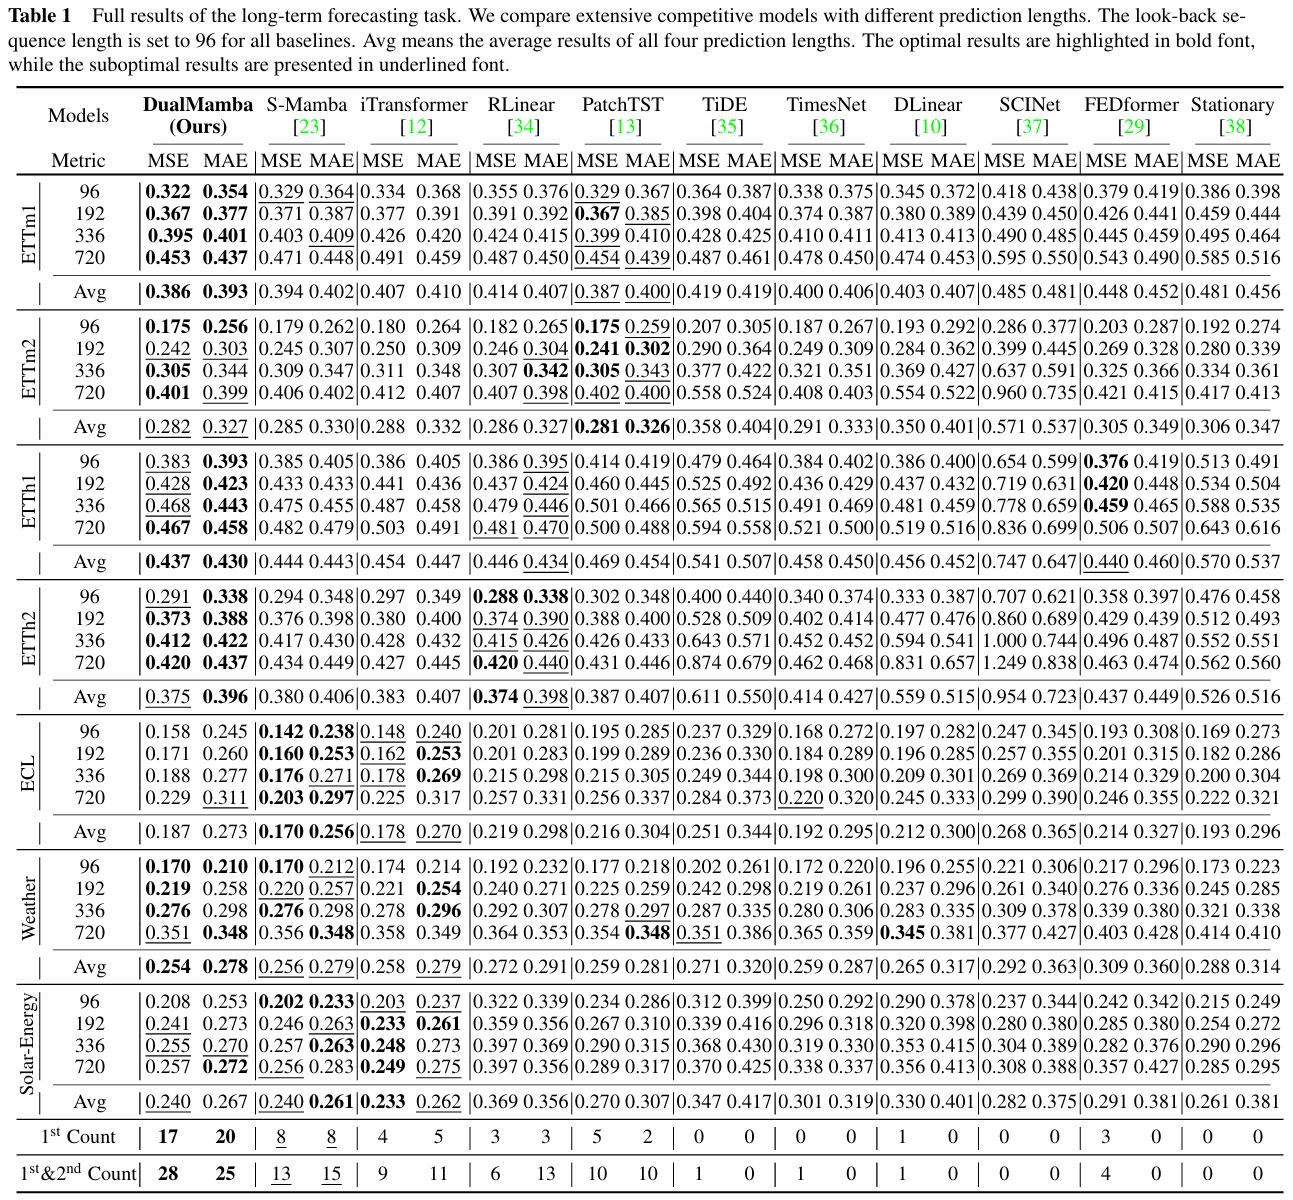 Table 1 Full results of the long-term forecasting task. We compare extensive competitive models with different prediction lengths. The look-back se-
quence length is set to 96 for all baselines. Avg means the average results of all four prediction lengths. The optimal results are highlighted in bold font,
while the suboptimal results are presented in underlined font.
Models DualMamba (Ours) S-Mamba [23] iTransformer [12] RLinear [34] PatchTST [13] TiDE [35] TimesNet [36] DLinear [10] SCINet [37] FEDformer [29] Stationary [38]
Metric MSE MAE MSE MAE MSE MAE MSE MAE MSE MAE MSE MAE MSE MAE MSE MAE MSE MAE MSE MAE MSE MAE
ETTm1
96 0.322 0.354 0.329 0.364 0.334 0.368 0.355 0.376 0.329 0.367 0.364 0.387 0.338 0.375 0.345 0.372 0.418 0.438 0.379 0.419 0.386 0.398
192 0.367 0.377 0.371 0.387 0.377 0.391 0.391 0.392 0.367 0.385 0.398 0.404 0.374 0.387 0.380 0.389 0.439 0.450 0.426 0.441 0.459 0.444
336 0.395 0.401 0.403 0.409 0.426 0.420 0.424 0.415 0.399 0.410 0.428 0.425 0.410 0.411 0.413 0.413 0.490 0.485 0.445 0.459 0.495 0.464
720 0.453 0.437 0.471 0.448 0.491 0.459 0.487 0.450 0.454 0.439 0.487 0.461 0.478 0.450 0.474 0.453 0.595 0.550 0.543 0.490 0.585 0.516
Avg 0.386 0.393 0.394 0.402 0.407 0.410 0.414 0.407 0.387 0.400 0.419 0.419 0.400 0.406 0.403 0.407 0.485 0.481 0.448 0.452 0.481 0.456
ETTm2
96 0.175 0.256 0.179 0.262 0.180 0.264 0.182 0.265 0.175 0.259 0.207 0.305 0.187 0.267 0.193 0.292 0.286 0.377 0.203 0.287 0.192 0.274
192 0.242 0.303 0.245 0.307 0.250 0.309 0.246 0.304 0.241 0.302 0.290 0.364 0.249 0.309 0.284 0.362 0.399 0.445 0.269 0.328 0.280 0.339
336 0.305 0.344 0.309 0.347 0.311 0.348 0.307 0.342 0.305 0.343 0.377 0.422 0.321 0.351 0.369 0.427 0.637 0.591 0.325 0.366 0.334 0.361
720 0.401 0.399 0.406 0.402 0.412 0.407 0.407 0.398 0.402 0.400 0.558 0.524 0.408 0.403 0.554 0.522 0.960 0.735 0.421 0.415 0.417 0.413
Avg 0.282 0.327 0.285 0.330 0.288 0.332 0.286 0.327 0.281 0.326 0.358 0.404 0.291 0.333 0.350 0.401 0.571 0.537 0.305 0.349 0.306 0.347
ETTh1
96 0.383 0.393 0.385 0.405 0.386 0.405 0.386 0.395 0.414 0.419 0.479 0.464 0.384 0.402 0.386 0.400 0.654 0.599 0.376 0.419 0.513 0.491
192 0.428 0.423 0.433 0.433 0.441 0.436 0.437 0.424 0.460 0.445 0.525 0.492 0.436 0.429 0.437 0.432 0.719 0.631 0.420 0.448 0.534 0.504
336 0.468 0.443 0.475 0.455 0.487 0.458 0.479 0.446 0.501 0.466 0.565 0.515 0.491 0.469 0.481 0.459 0.778 0.659 0.459 0.465 0.588 0.535
720 0.467 0.458 0.482 0.479 0.503 0.491 0.481 0.470 0.500 0.488 0.594 0.558 0.521 0.500 0.519 0.516 0.836 0.699 0.506 0.507 0.643 0.616
Avg 0.437 0.430 0.444 0.443 0.454 0.447 0.446 0.434 0.469 0.454 0.541 0.507 0.458 0.450 0.456 0.452 0.747 0.647 0.440 0.460 0.570 0.537
ETTh2
96 0.291 0.338 0.294 0.348 0.297 0.349 0.288 0.338 0.302 0.348 0.400 0.440 0.340 0.374 0.333 0.387 0.707 0.621 0.358 0.397 0.476 0.458
192 0.373 0.388 0.376 0.398 0.380 0.400 0.374 0.390 0.388 0.400 0.528 0.509 0.402 0.414 0.477 0.476 0.860 0.689 0.429 0.439 0.512 0.493
336 0.412 0.422 0.417 0.430 0.428 0.432 0.415 0.426 0.426 0.433 0.643 0.571 0.452 0.452 0.594 0.541 1.000 0.744 0.496 0.487 0.552 0.551
720 0.420 0.437 0.434 0.449 0.427 0.445 0.420 0.440 0.431 0.446 0.874 0.679 0.462 0.468 0.831 0.657 1.249 0.838 0.463 0.474 0.562 0.560
Avg 0.375 0.396 0.380 0.406 0.383 0.407 0.374 0.398 0.387 0.407 0.611 0.550 0.414 0.427 0.559 0.515 0.954 0.723 0.437 0.449 0.526 0.516
ECL
96 0.158 0.245 0.142 0.238 0.148 0.240 0.201 0.281 0.195 0.285 0.237 0.329 0.168 0.272 0.197 0.282 0.247 0.345 0.193 0.308 0.169 0.273
192 0.171 0.260 0.160 0.253 0.162 0.253 0.201 0.283 0.199 0.289 0.236 0.330 0.184 0.289 0.196 0.285 0.257 0.355 0.201 0.315 0.182 0.286
336 0.188 0.277 0.176 0.271 0.178 0.269 0.215 0.298 0.215 0.305 0.249 0.344 0.198 0.300 0.209 0.301 0.269 0.369 0.214 0.329 0.200 0.304
720 0.229 0.311 0.203 0.297 0.225 0.317 0.257 0.331 0.256 0.337 0.284 0.373 0.220 0.320 0.245 0.333 0.299 0.390 0.246 0.355 0.222 0.321
Avg 0.187 0.273 0.170 0.256 0.178 0.270 0.219 0.298 0.216 0.304 0.251 0.344 0.192 0.295 0.212 0.300 0.268 0.365 0.214 0.327 0.193 0.296
Weather
96 0.170 0.210 0.170 0.212 0.174 0.214 0.192 0.232 0.177 0.218 0.202 0.261 0.172 0.220 0.196 0.255 0.221 0.306 0.217 0.296 0.173 0.223
192 0.219 0.258 0.220 0.257 0.221 0.254 0.240 0.271 0.225 0.259 0.242 0.298 0.219 0.261 0.237 0.296 0.261 0.340 0.276 0.336 0.245 0.285
336 0.276 0.298 0.276 0.298 0.278 0.296 0.292 0.307 0.278 0.297 0.287 0.335 0.280 0.306 0.283 0.335 0.309 0.378 0.339 0.380 0.321 0.338
720 0.351 0.348 0.356 0.348 0.358 0.349 0.364 0.353 0.354 0.348 0.351 0.386 0.365 0.359 0.345 0.381 0.377 0.427 0.403 0.428 0.414 0.410
Avg 0.254 0.278 0.256 0.279 0.258 0.279 0.272 0.291 0.259 0.281 0.271 0.320 0.259 0.287 0.265 0.317 0.292 0.363 0.309 0.360 0.288 0.314
Solar-Energy
96 0.208 0.253 0.202 0.233 0.203 0.237 0.322 0.339 0.234 0.286 0.312 0.399 0.250 0.292 0.290 0.378 0.237 0.344 0.242 0.342 0.215 0.249
192 0.241 0.273 0.246 0.263 0.233 0.261 0.359 0.356 0.267 0.310 0.339 0.416 0.296 0.318 0.320 0.398 0.280 0.380 0.285 0.380 0.254 0.272
336 0.255 0.270 0.257 0.263 0.248 0.273 0.397 0.369 0.290 0.315 0.368 0.430 0.319 0.330 0.353 0.415 0.304 0.389 0.282 0.376 0.290 0.296
720 0.257 0.272 0.256 0.283 0.249 0.275 0.397 0.356 0.289 0.317 0.370 0.425 0.338 0.337 0.356 0.413 0.308 0.388 0.357 0.427 0.285 0.295
Avg 0.240 0.267 0.240 0.261 0.233 0.262 0.369 0.356 0.270 0.307 0.347 0.417 0.301 0.319 0.330 0.401 0.282 0.375 0.291 0.381 0.261 0.381
1st Count 17 20 8 8 4 5 3 3 5 2 0 0 0 0 1 0 0 0 3 0 0 0
1st&2nd Count 28 25 13 15 9 11 6 13 10 10 1 0 1 0 1 0 0 0 4 0 0 0